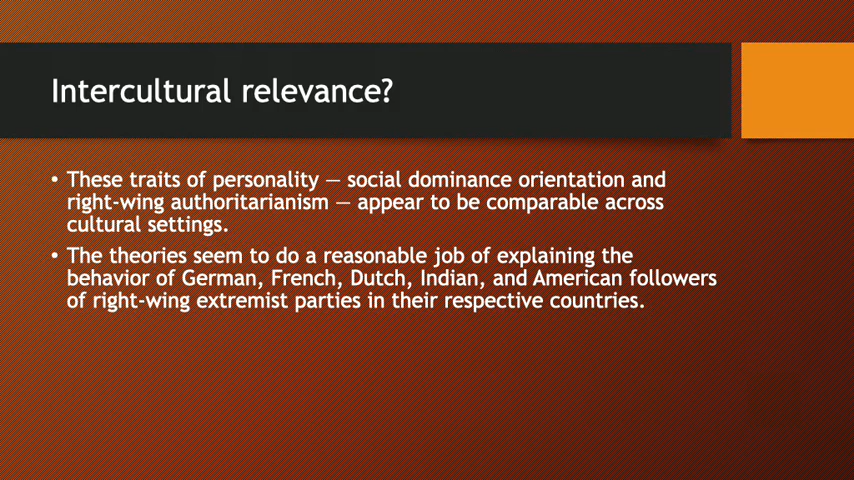 Intercultural relevance?
• These traits of personality — social dominance orientation and
right-wing authoritarianism — appear to be comparable across
cultural settings.
• The theories seem to do a reasonable job of explaining the
behavior of German, French, Dutch, Indian, and American followers
of right-wing extremist parties in their respective countries.